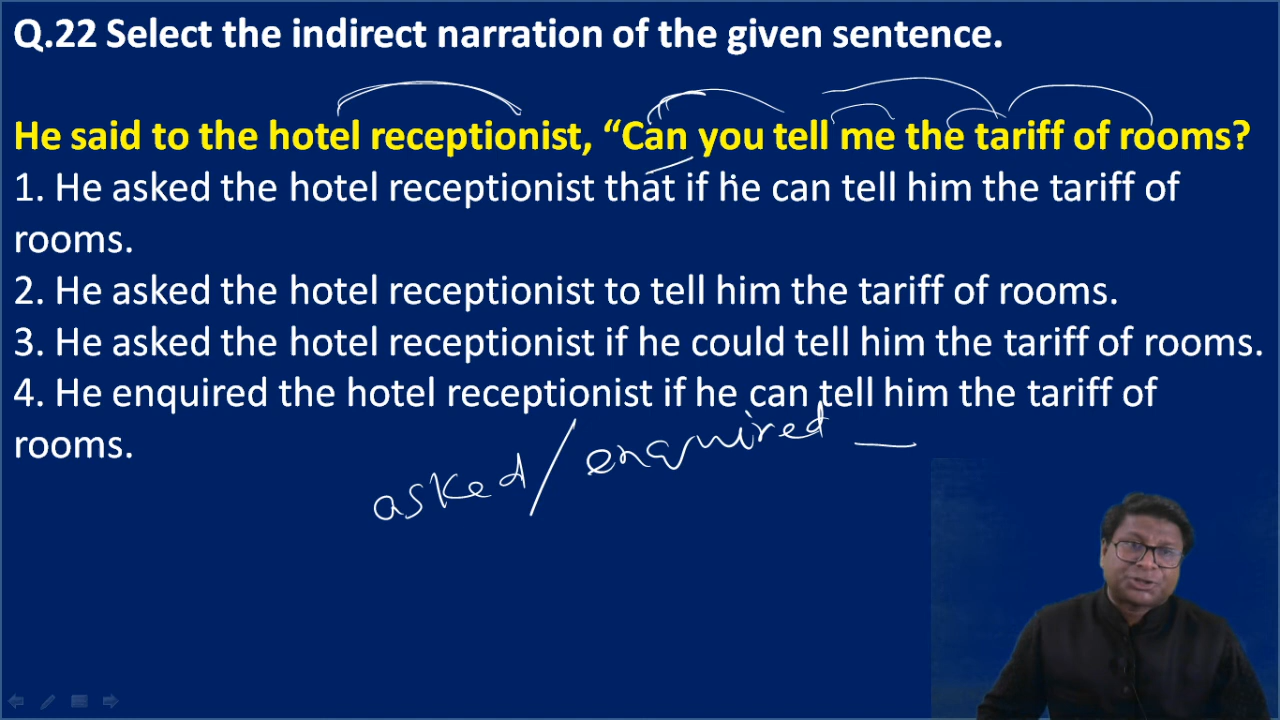 Q.22 Select the indirect narration of the given sentence.
He said to the hotel receptionist, “Can you tell me the tariff of rooms?
1. He asked the hotel receptionist that if he can tell him the tariff of
rooms.
2. He asked the hotel receptionist to tell him the tariff of rooms.
3. He asked the hotel receptionist if he could tell him the tariff of rooms.
4. He enquired the hotel receptionist if he can tell him the tariff of
rooms.
asked/enquired —